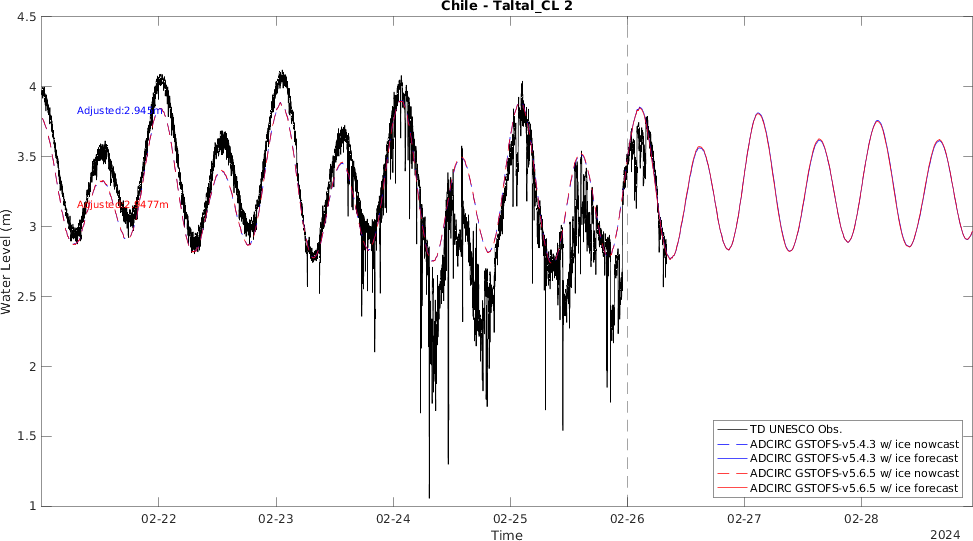 Chile - Taltal_CL 2
4.5
4
3.5
3
2.5
2
1.5
1
Water Level (m)
Adjusted:2.945m
Adjusted:2.9477m
TD UNESCO Obs.
ADCIRC GSTOFS-v5.4.3 w/ ice nowcast
ADCIRC GSTOFS-v5.4.3 w/ ice forecast
ADCIRC GSTOFS-v5.6.5 w/ ice nowcast
ADCIRC GSTOFS-v5.6.5 w/ ice forecast
02-22 02-23 02-24 02-25 02-26 02-27 02-28
Time
2024